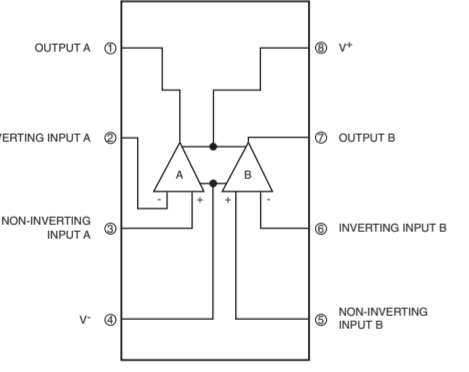 OUTPUT A ①
⑧ V+
VERTING INPUT A ②
⑦ OUTPUT B
A
B
- +
+ -
NON-INVERTING
INPUT A ③
⑥ INVERTING INPUT B
V- ④
⑤ NON-INVERTING
INPUT B